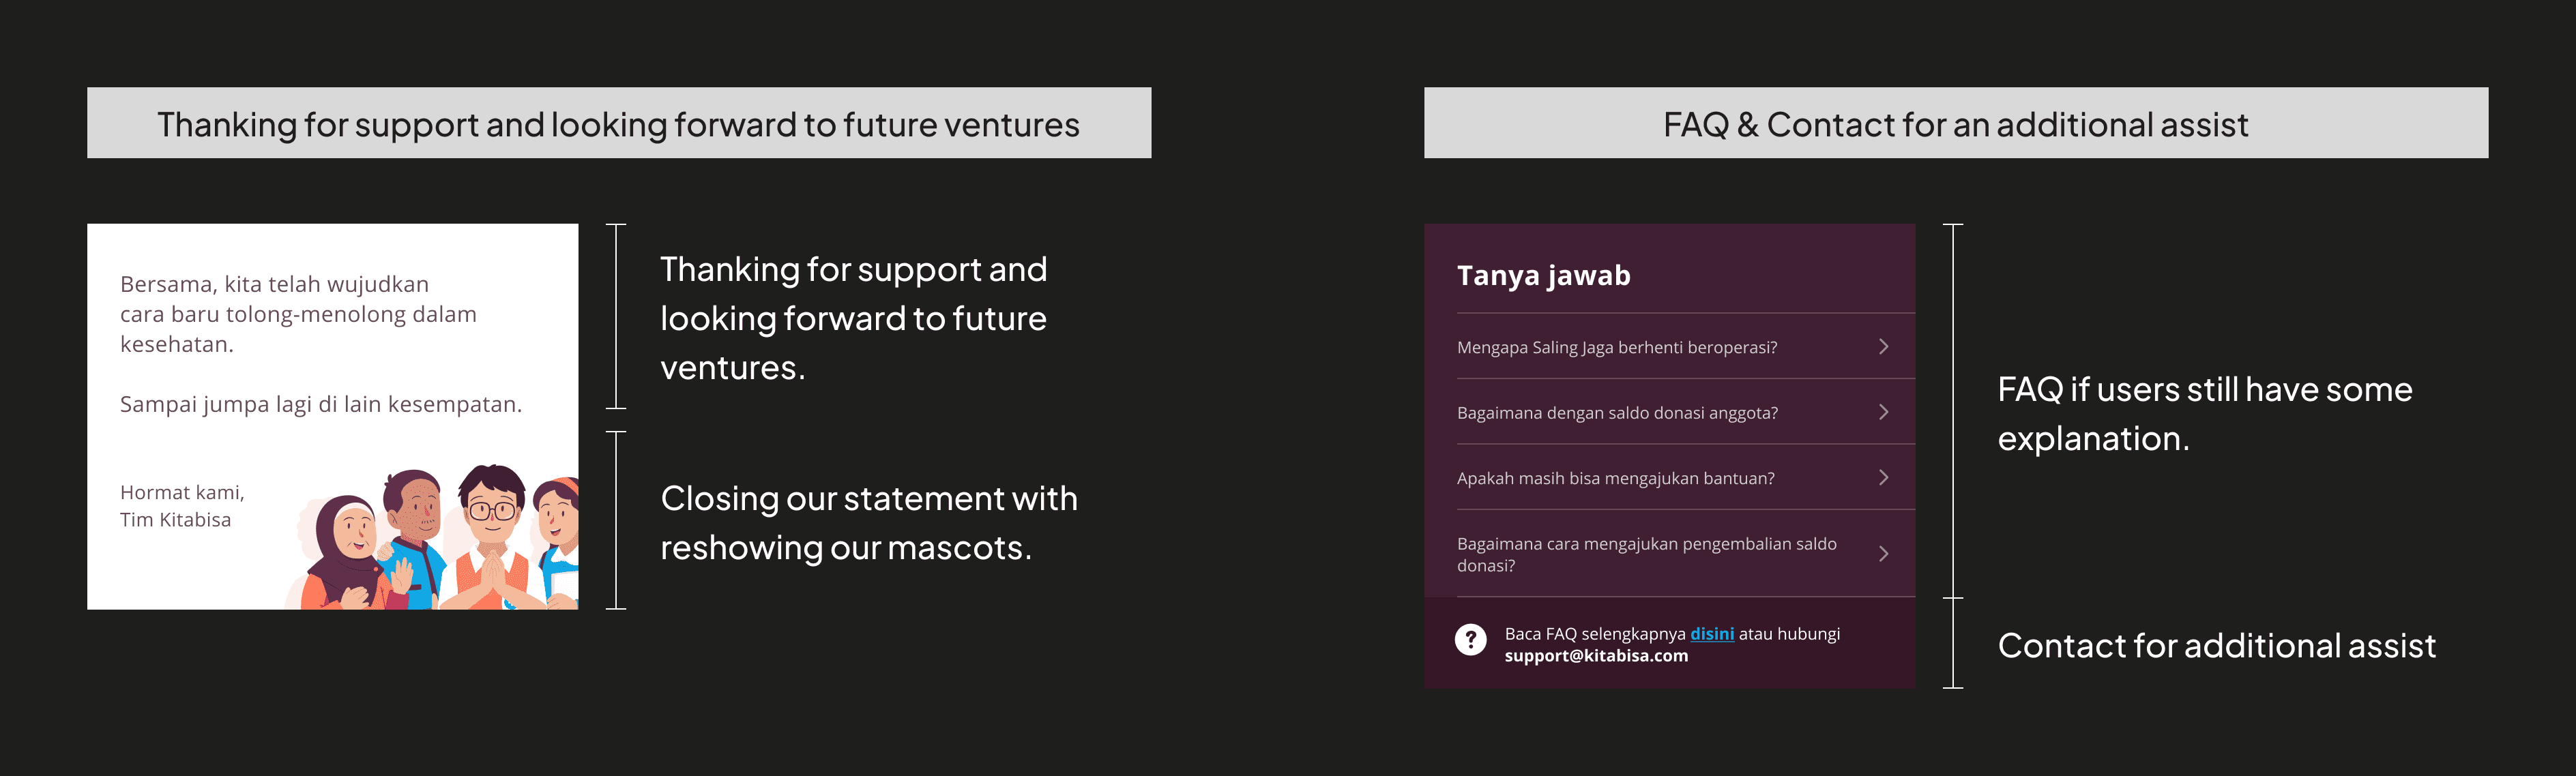 Thanking for support and looking forward to future ventures
Bersama, kita telah wujudkan
cara baru tolong-menolong dalam
kesehatan.
Sampai jumpa lagi di lain kesempatan.
Hormat kami,
Tim Kitabisa
Thanking for support and
looking forward to future
ventures.
Closing our statement with
reshowing our mascots.
FAQ & Contact for an additional assist
Tanya jawab
Mengapa Saling Jaga berhenti beroperasi?
Bagaimana dengan saldo donasi anggota?
Apakah masih bisa mengajukan bantuan?
Bagaimana cara mengajukan pengembalian saldo
donasi?
?
Baca FAQ selengkapnya disini atau hubungi
support@kitabisa.com
FAQ if users still have some
explanation.
Contact for additional assist